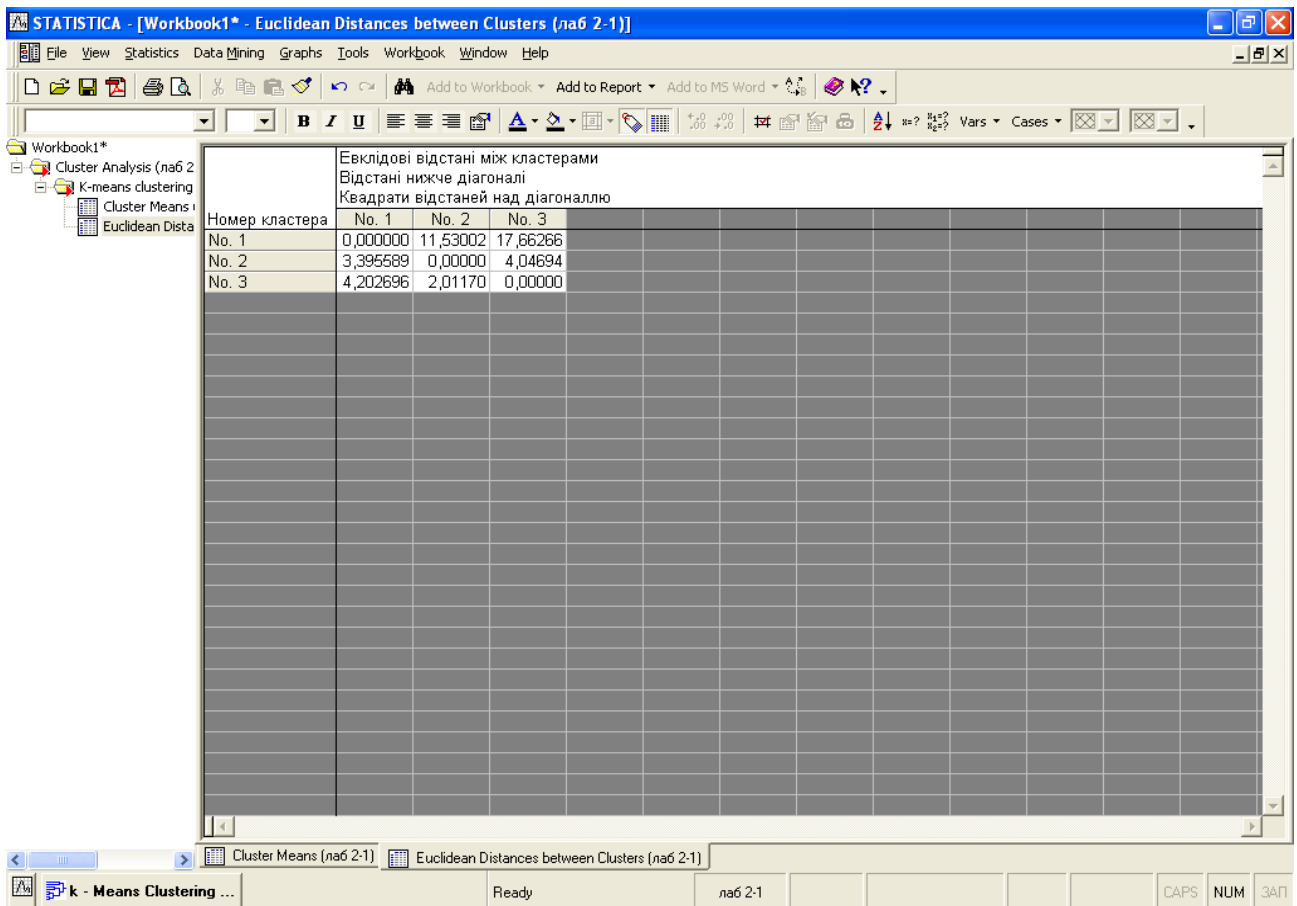 STATISTICA - [Workbook1* - Euclidean Distances between Clusters (лаб 2-1)]
File View Statistics Data Mining Graphs Tools Workbook Window Help
Add to Workbook Add to Report Add to MS Word
B I U Vars Cases
Workbook1*
Cluster Analysis (лаб 2
K-means clustering
Cluster Means
Euclidean Dista
Евклідові відстані між кластерами
Відстані нижче діагоналі
Квадрати відстаней над діагоналлю
Номер кластера No. 1 No. 2 No. 3
No. 1 0,000000 11,53002 17,66266
No. 2 3,395589 0,00000 4,04694
No. 3 4,202696 2,01170 0,00000
Cluster Means (лаб 2-1) Euclidean Distances between Clusters (лаб 2-1)
k - Means Clustering ... Ready лаб 2-1 CAPS NUM ЗАП